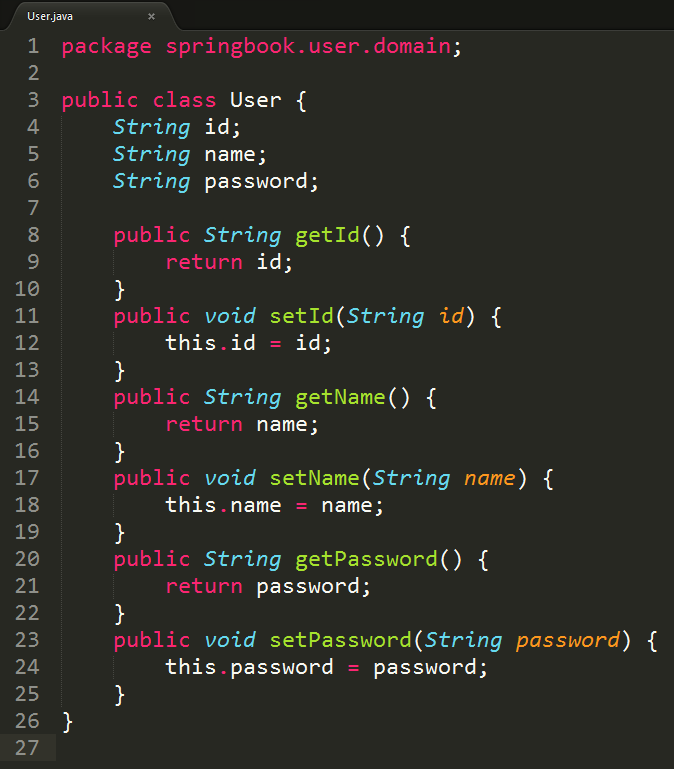 User.java ×
1 package springbook.user.domain;
2
3 public class User {
4     String id;
5     String name;
6     String password;
7
8     public String getId() {
9         return id;
10     }
11     public void setId(String id) {
12         this.id = id;
13     }
14     public String getName() {
15         return name;
16     }
17     public void setName(String name) {
18         this.name = name;
19     }
20     public String getPassword() {
21         return password;
22     }
23     public void setPassword(String password) {
24         this.password = password;
25     }
26 }
27